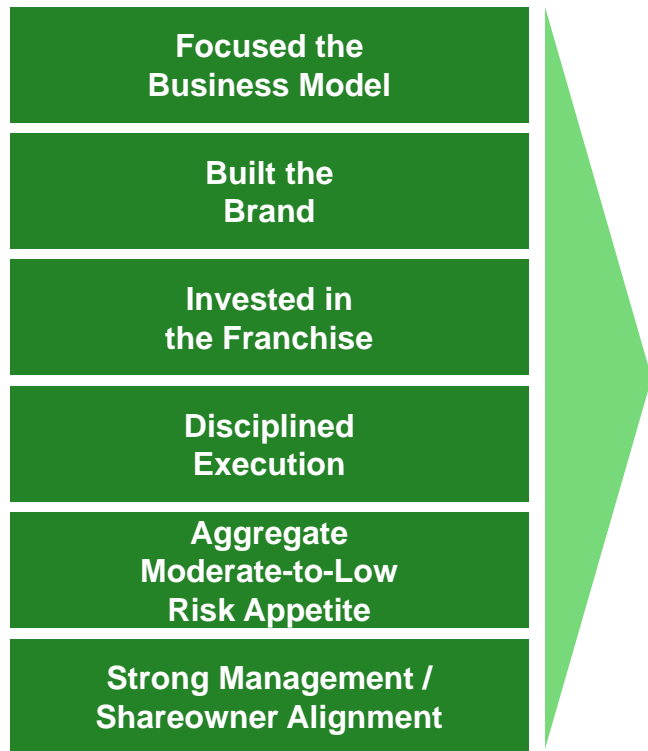 Focused the
Business Model
Built the
Brand
Invested in
the Franchise
Disciplined
Execution
Aggregate
Moderate-to-Low
Risk Appetite
Strong Management /
Shareowner Alignment